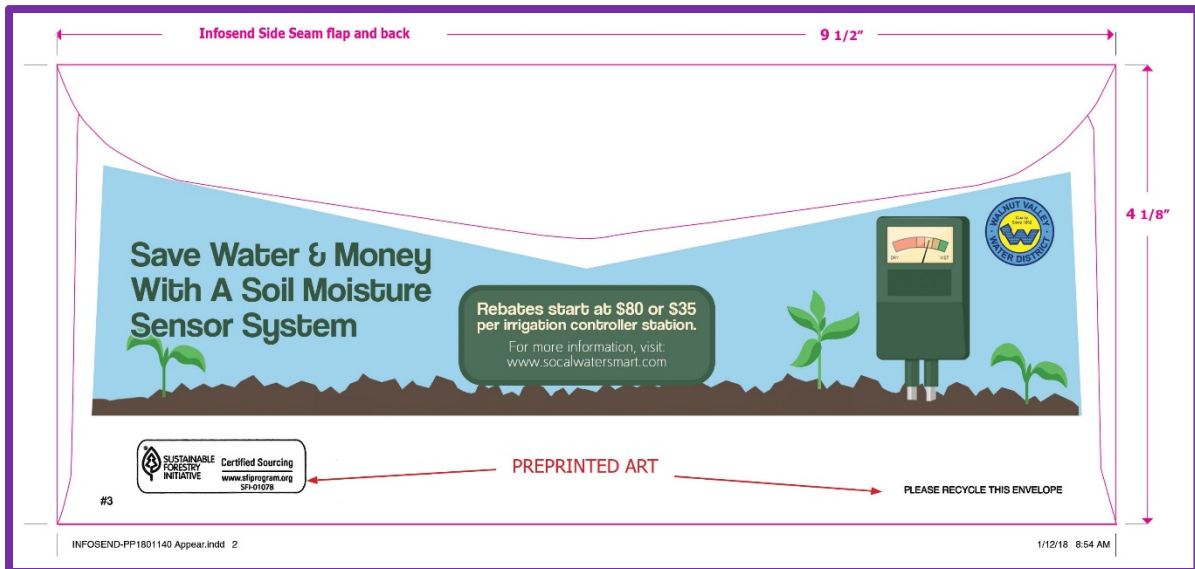 Infosend Side Seam flap and back
9 1/2"
4 1/8"
WALNUT VALLEY
WATER DISTRICT
Since 1952
DRY
WET
Save Water & Money
With A Soil Moisture
Sensor System
Rebates start at $80 or $35
per irrigation controller station.
For more information, visit:
www.socalwatersmart.com
SUSTAINABLE
FORESTRY
INITIATIVE
Certified Sourcing
www.sfiprogram.org
SFI-01078
PREPRINTED ART
#3
PLEASE RECYCLE THIS ENVELOPE
INFOSEND-PP1801140 Appear.indd 2
1/12/18 8:54 AM